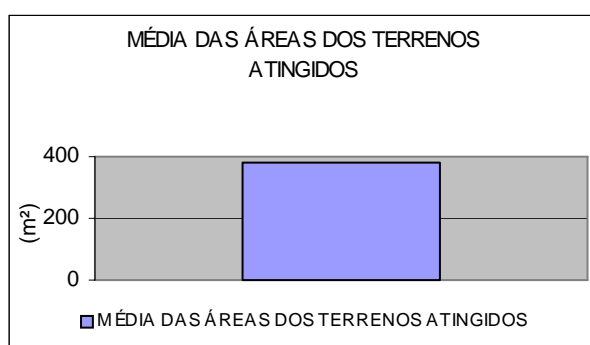 MÉDIA DAS ÁREAS DOS TERRENOS
ATINGIDOS
400
200
0
(m²)
MÉDIA DAS ÁREAS DOS TERRENOS ATINGIDOS